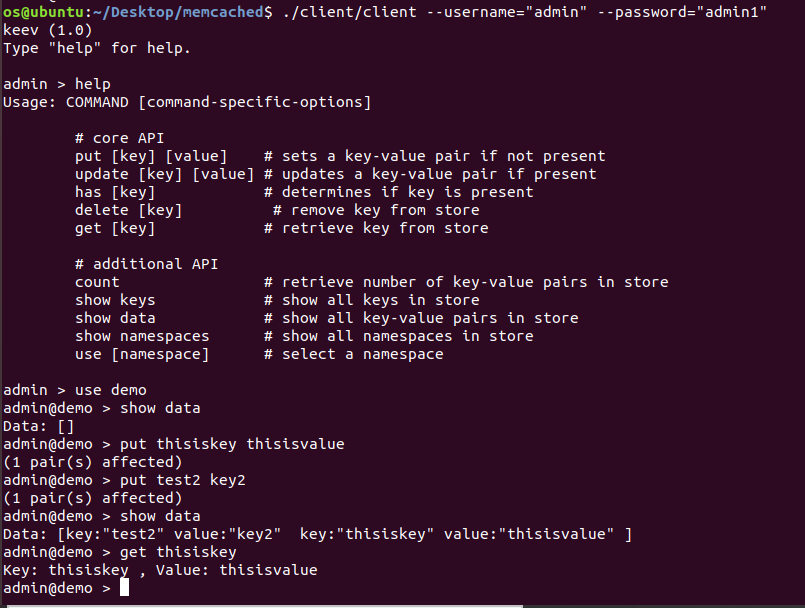 os@ubuntu:~/Desktop/memcached$ ./client/client --username="admin" --password="admin1"
keev (1.0)
Type "help" for help.
admin > help
Usage: COMMAND [command-specific-options]
# core API
put [key] [value]    # sets a key-value pair if not present
update [key] [value] # updates a key-value pair if present
has [key]            # determines if key is present
delete [key]          # remove key from store
get [key]            # retrieve key from store
# additional API
count                # retrieve number of key-value pairs in store
show keys            # show all keys in store
show data            # show all key-value pairs in store
show namespaces      # show all namespaces in store
use [namespace]      # select a namespace
admin > use demo
admin@demo > show data
Data: []
admin@demo > put thisiskey thisisvalue
(1 pair(s) affected)
admin@demo > put test2 key2
(1 pair(s) affected)
admin@demo > show data
Data: [key:"test2" value:"key2"  key:"thisiskey" value:"thisisvalue" ]
admin@demo > get thisiskey
Key: thisiskey , Value: thisisvalue
admin@demo >